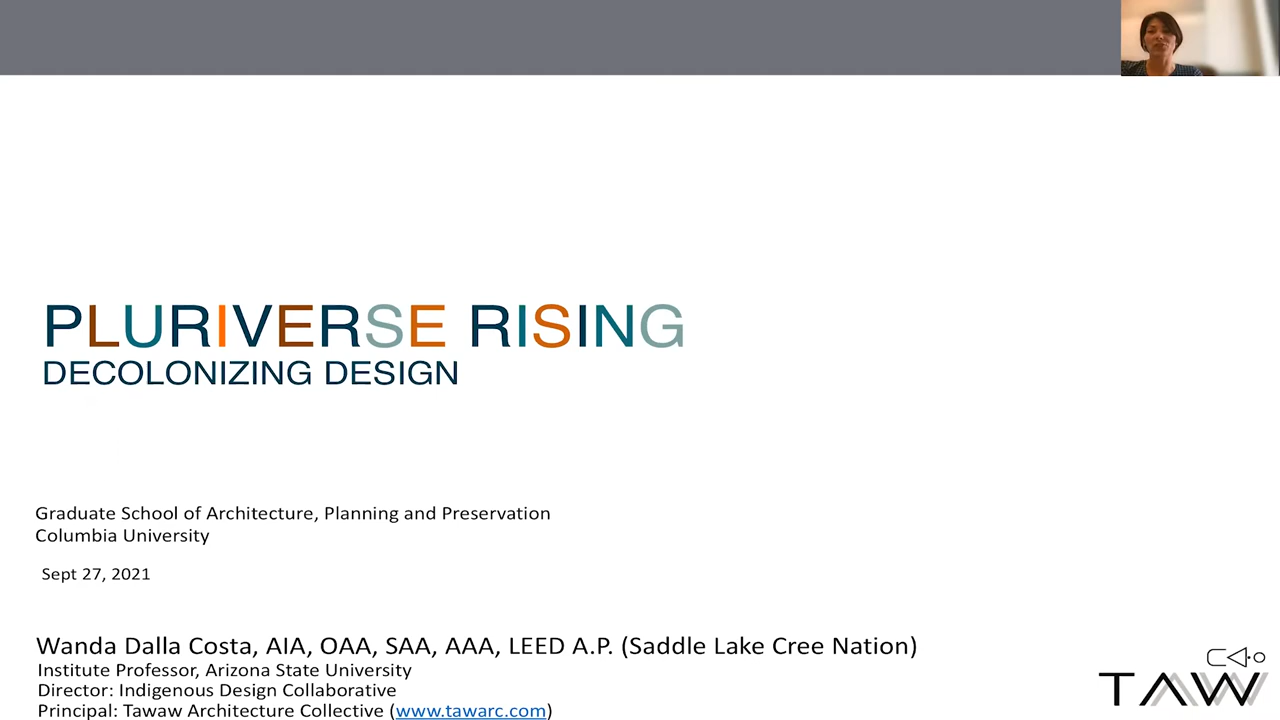 PLURIVERSE RISING
DECOLONIZING DESIGN
Graduate School of Architecture, Planning and Preservation
Columbia University
Sept 27, 2021
Wanda Dalla Costa, AIA, OAA, SAA, AAA, LEED A.P. (Saddle Lake Cree Nation)
Institute Professor, Arizona State University
Director: Indigenous Design Collaborative
Principal: Tawaw Architecture Collective (www.tawarc.com)
ᑕᐘᐤ
TAW